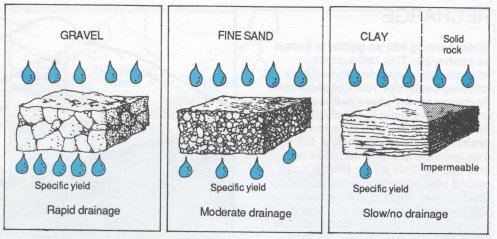 GRAVEL
Specific yield
Rapid drainage
FINE SAND
Specific yield
Moderate drainage
CLAY
Solid
rock
Impermeable
Specific yield
Slow/no drainage